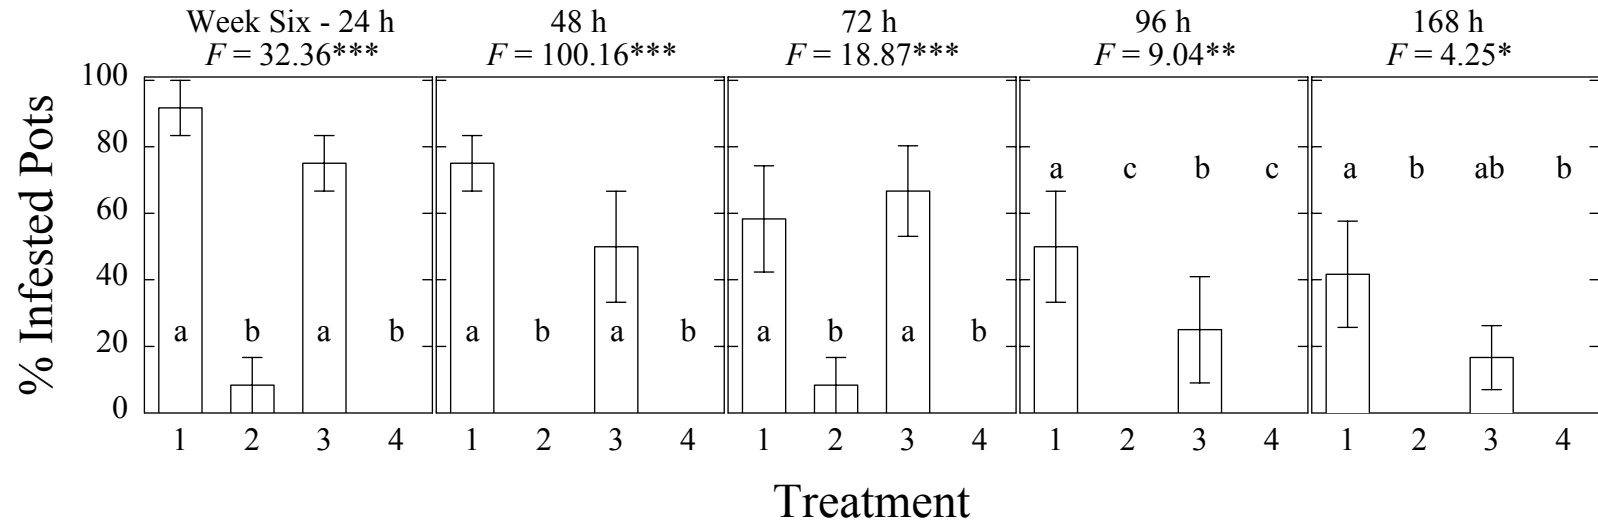 Week Six - 24 h 48 h 72 h 96 h 168 h
F = 32.36*** F = 100.16*** F = 18.87*** F = 9.04** F = 4.25*
% Infested Pots
100
80
a c b c a b ab b
60
40
a b a b a b a b a b a b
20
0
1 2 3 4 1 2 3 4 1 2 3 4 1 2 3 4 1 2 3 4
Treatment